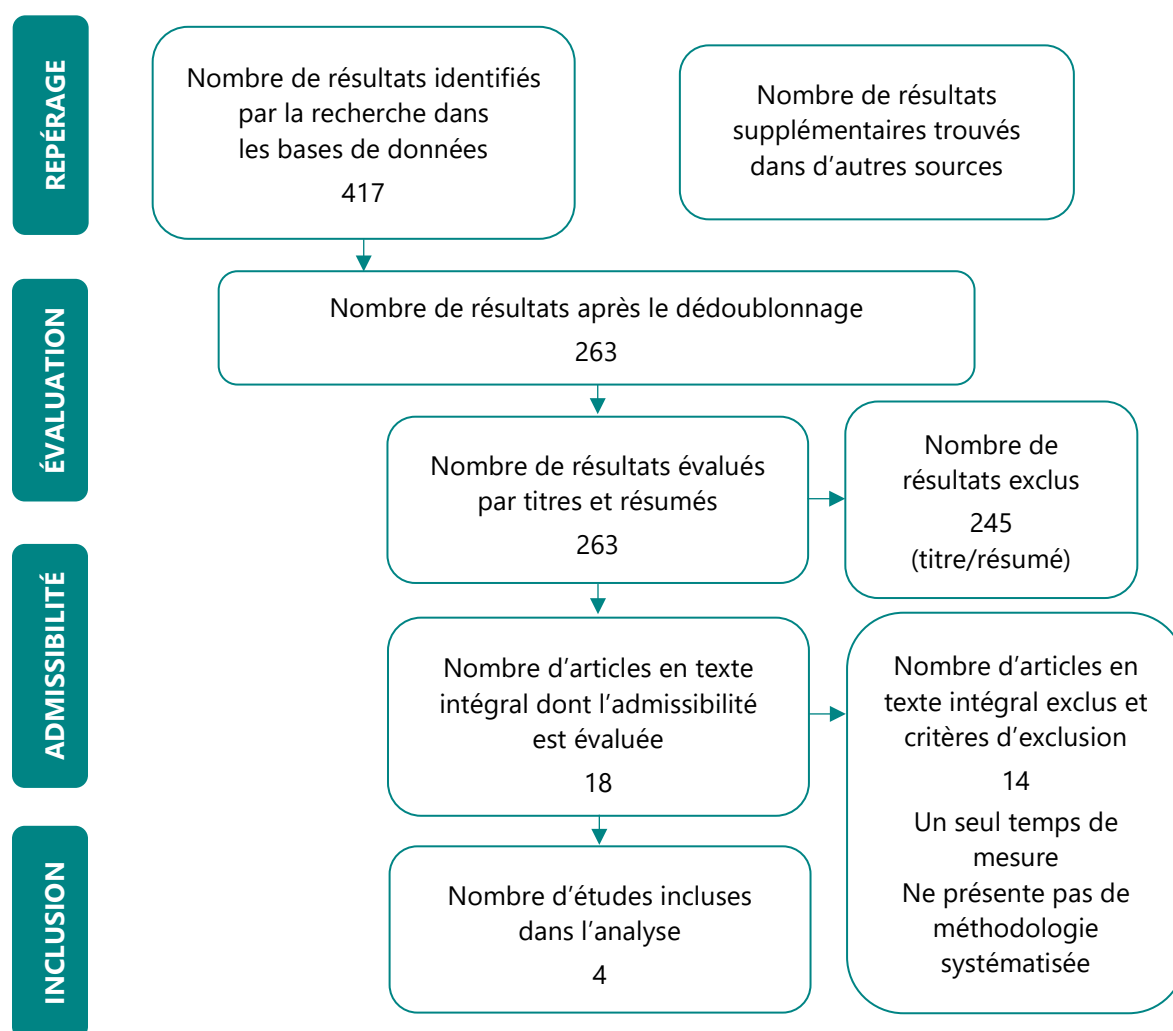 REPÉRAGE
Nombre de résultats identifiés
par la recherche dans
les bases de données
417
Nombre de résultats
supplémentaires trouvés
dans d’autres sources
ÉVALUATION
Nombre de résultats après le dédoublonnage
263
Nombre de résultats évalués
par titres et résumés
263
Nombre de
résultats exclus
245
(titre/résumé)
ADMISSIBILITÉ
Nombre d’articles en texte
intégral dont l’admissibilité
est évaluée
18
Nombre d’articles en
texte intégral exclus et
critères d’exclusion
14
Un seul temps de
mesure
Ne présente pas de
méthodologie
systématisée
INCLUSION
Nombre d’études incluses
dans l’analyse
4